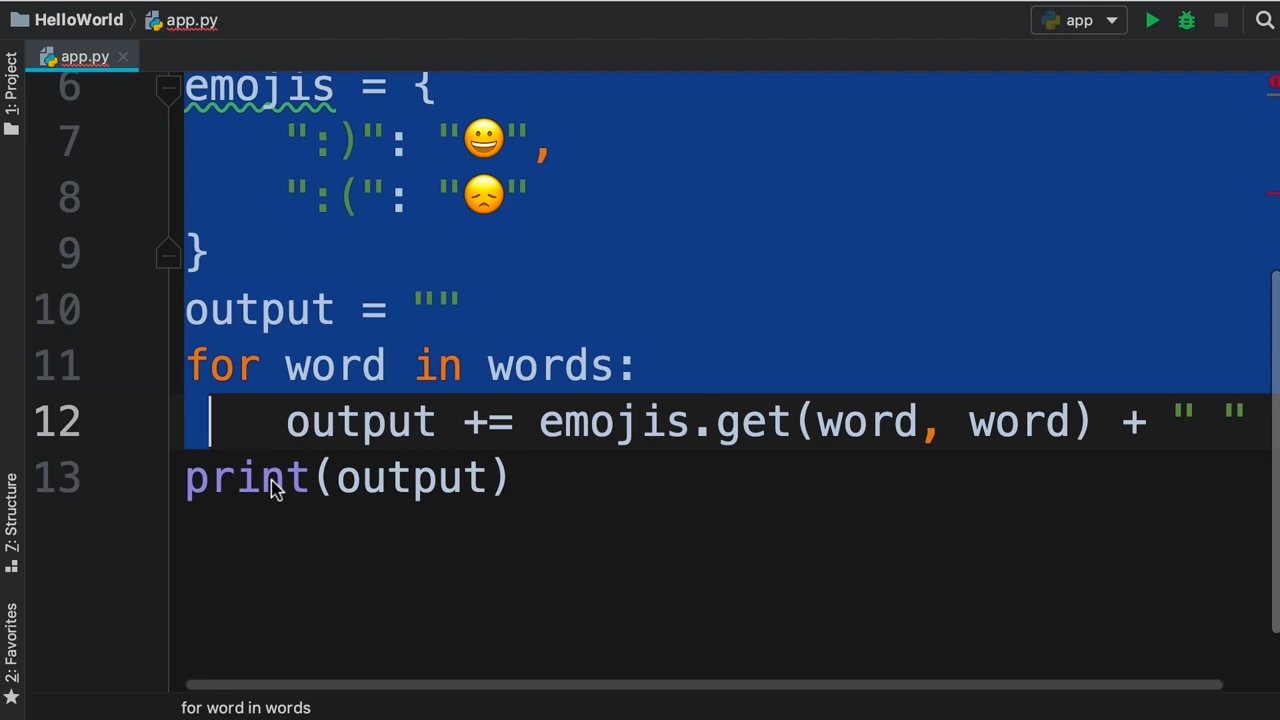 HelloWorld app.py app
app.py
1: Project
6 emojis = {
7 ":)": "😀",
8 ":(": "😞"
9 }
10 output = ""
11 for word in words:
12 output += emojis.get(word, word) + " "
13 print(output)
7: Structure
2: Favorites
for word in words